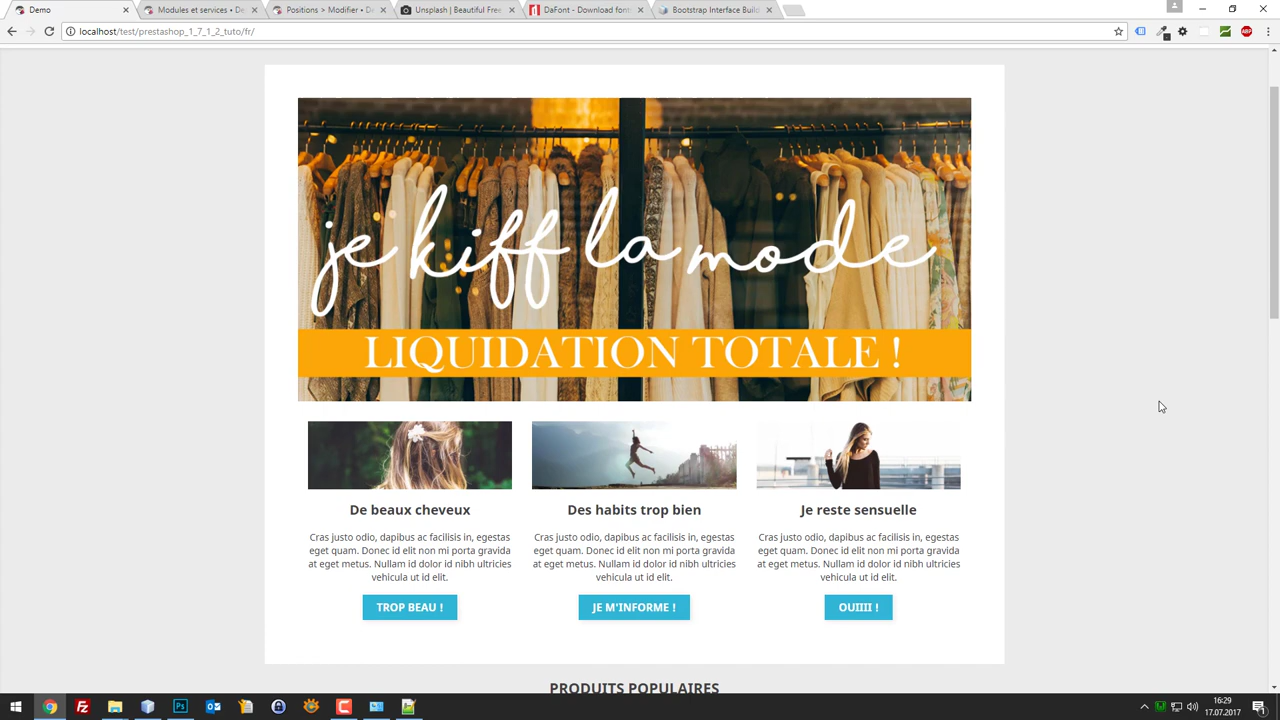 Demo
Modules et services • De
Positions > Modifier • De
Unsplash | Beautiful Free
DaFont - Download font
Bootstrap Interface Build
localhost/test/prestashop_1_7_1_2_tuto/fr/
je kiff la mode
LIQUIDATION TOTALE !
De beaux cheveux
Cras justo odio, dapibus ac facilisis in, egestas
eget quam. Donec id elit non mi porta gravida
at eget metus. Nullam id dolor id nibh ultricies
vehicula ut id elit.
TROP BEAU !
Des habits trop bien
Cras justo odio, dapibus ac facilisis in, egestas
eget quam. Donec id elit non mi porta gravida
at eget metus. Nullam id dolor id nibh ultricies
vehicula ut id elit.
JE M'INFORME !
Je reste sensuelle
Cras justo odio, dapibus ac facilisis in, egestas
eget quam. Donec id elit non mi porta gravida
at eget metus. Nullam id dolor id nibh ultricies
vehicula ut id elit.
OUIIII !
PRODUITS POPULAIRES
16:29
17.07.2017